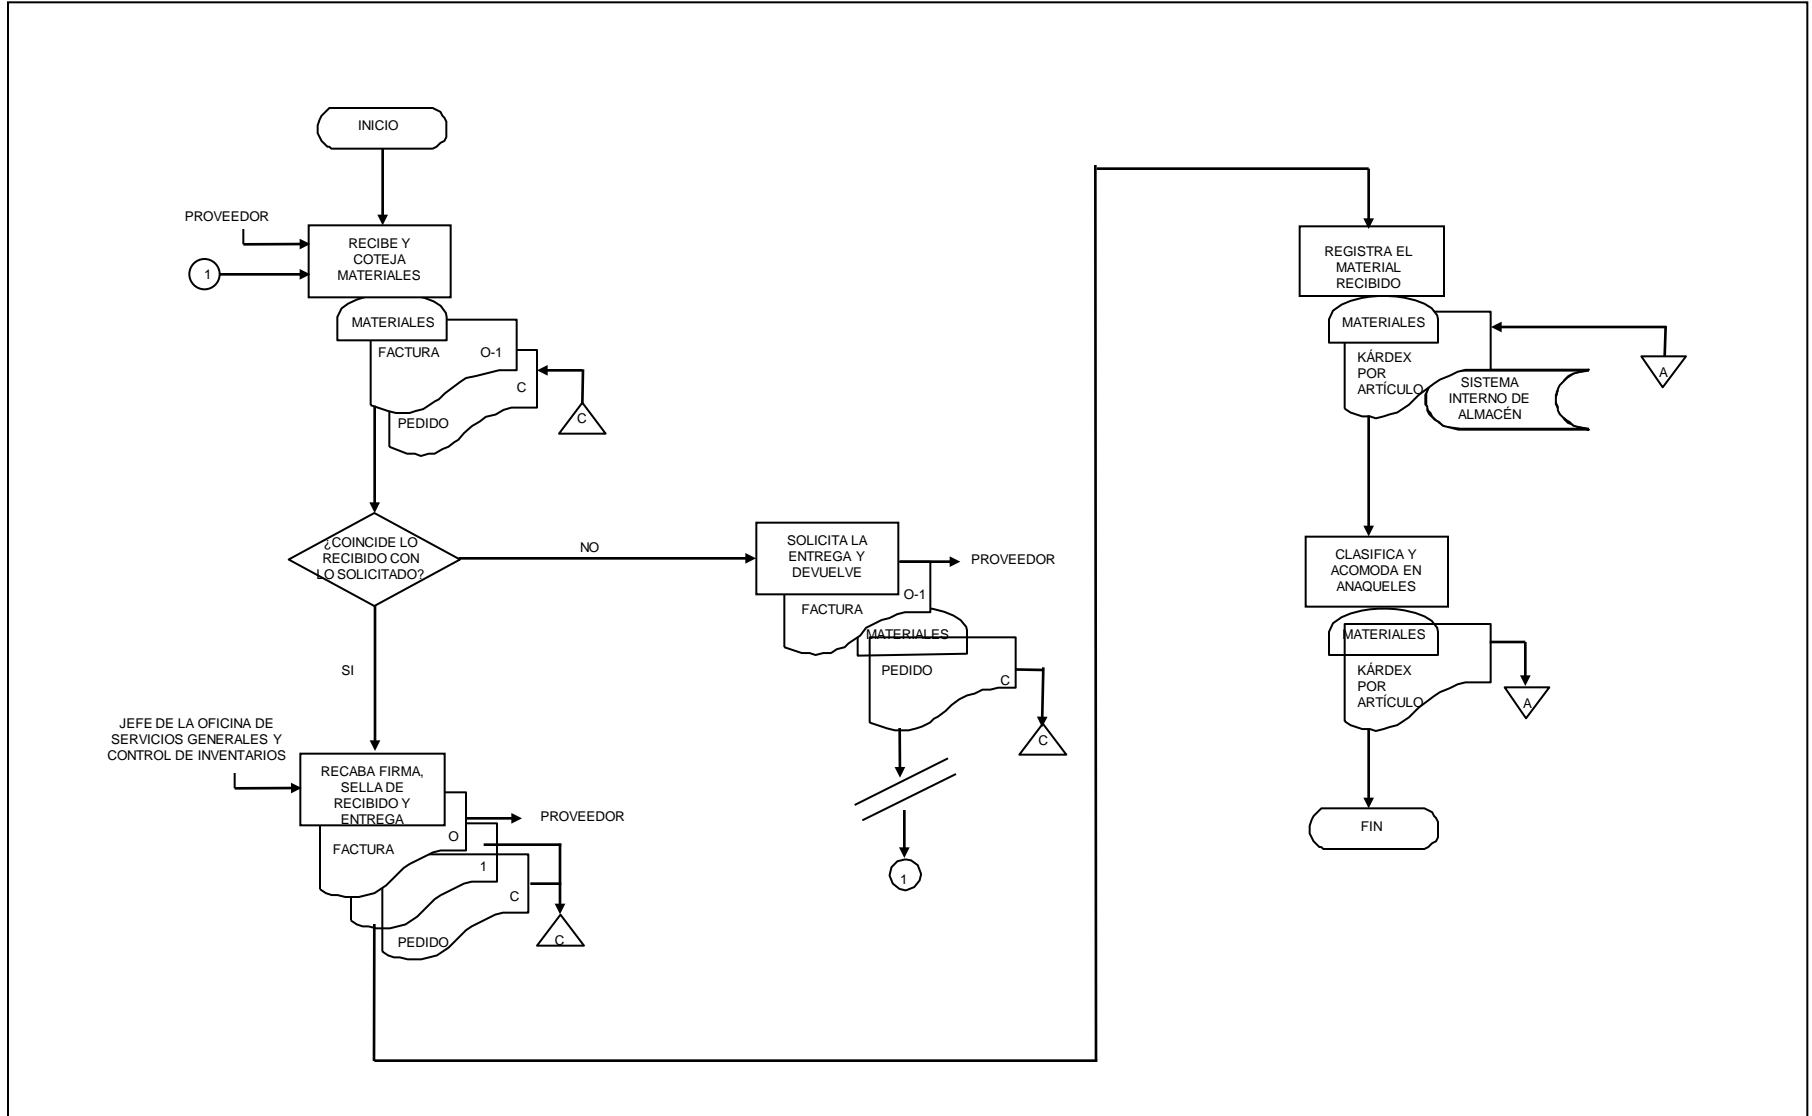 INICIO
PROVEEDOR
RECIBE Y
COTEJA
MATERIALES
1
MATERIALES
FACTURA
O-1
C
PEDIDO
C
¿COINCIDE LO
RECIBIDO CON
LO SOLICITADO?
NO
SI
SOLICITA LA
ENTREGA Y
DEVUELVE
PROVEEDOR
O-1
FACTURA
MATERIALES
PEDIDO
C
C
1
JEFE DE LA OFICINA DE
SERVICIOS GENERALES Y
CONTROL DE INVENTARIOS
RECABA FIRMA,
SELLA DE
RECIBIDO Y
ENTREGA
PROVEEDOR
O
FACTURA
1
C
PEDIDO
C
REGISTRA EL
MATERIAL
RECIBIDO
MATERIALES
KÁRDEX
POR
ARTÍCULO
SISTEMA
INTERNO DE
ALMACÉN
A
CLASIFICA Y
ACOMODA EN
ANAQUELES
MATERIALES
KÁRDEX
POR
ARTÍCULO
A
FIN